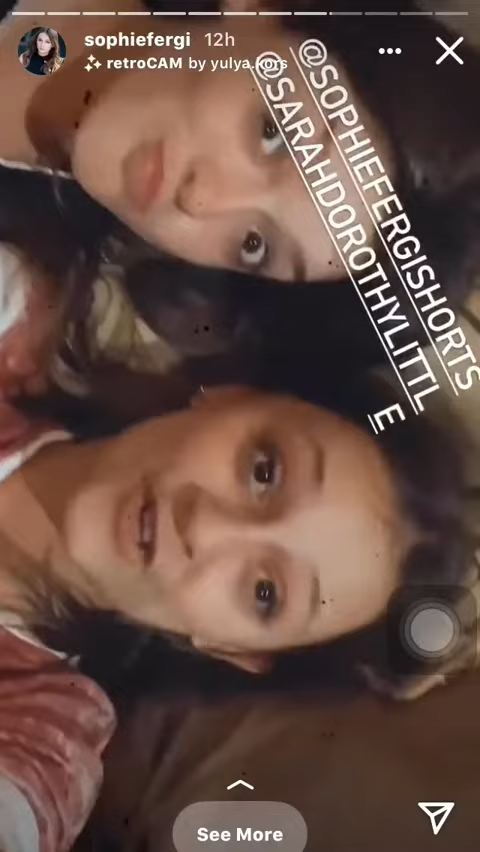 sophiefergi 12h
retroCAM by yulya.kors
@SOPHIEFERGISHORTS
@SARAHDOROTHYLITTL
E
See More